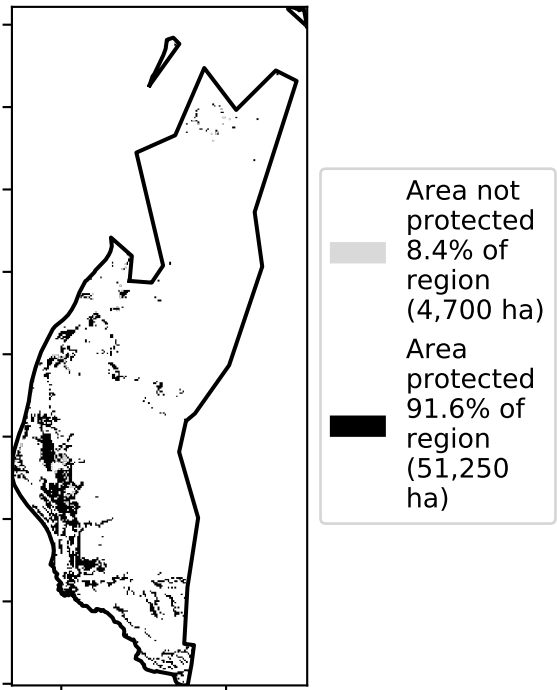 Area not
protected
8.4% of
region
(4,700 ha)
Area
protected
91.6% of
region
(51,250
ha)